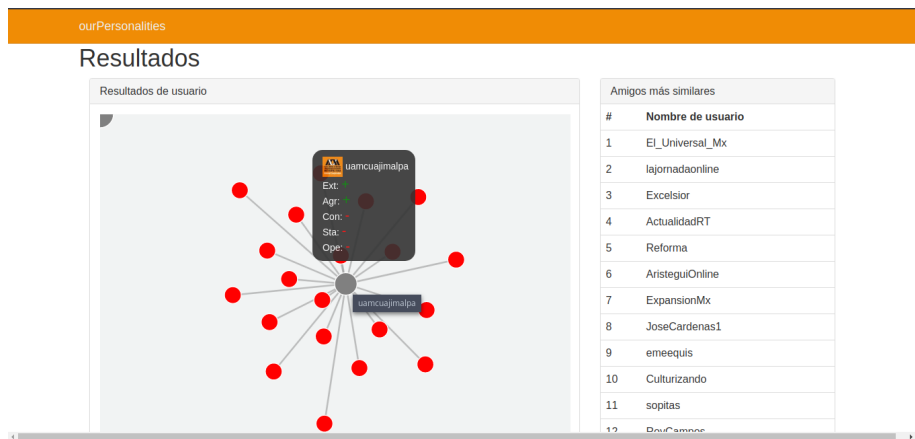 ourPersonalities
Resultados
Resultados de usuario
uamcuajimalpa
Ext: +
Agr: +
Con: -
Sta: -
Ope: -
uamcuajimalpa
Amigos más similares
# Nombre de usuario
1 El_Universal_Mx
2 lajornadaonline
3 Excelsior
4 ActualidadRT
5 Reforma
6 AristeguiOnline
7 ExpansionMx
8 JoseCardenas1
9 emeequis
10 Culturizando
11 sopitas
12 RoyCampos